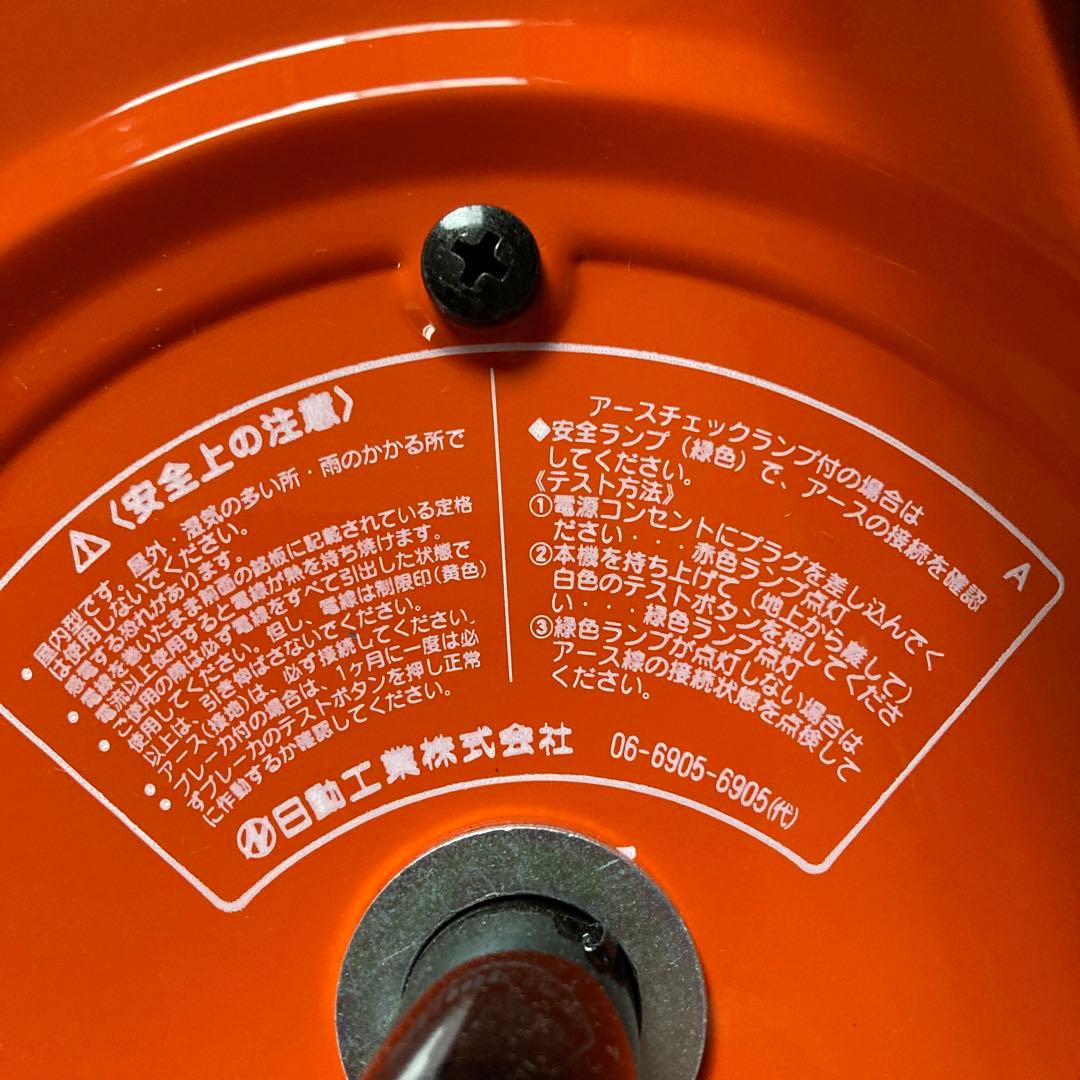 ⚠〈安全上の注意〉
・屋内型です。屋外・湿気の多い所・雨のかかる所で
は使用しないでください。
感電する恐れがあります。
・電線を巻いたまま背面の銘板に記載されている定格
電流以上使用すると電線が熱を持ち焼けます。
ご使用の際は必ず電線をすべて引出した状態で
使用してください。但し、電線は制限印(黄色)
以上は、引き伸ばさないでください。
・アース(接地)は、必ず接続してください。
・ブレーカ付の場合は、1ヶ月に一度は必
ずブレーカのテストボタンを押し正常
に作動するか確認してください。
アースチェックランプ付の場合は
◆安全ランプ(緑色)で、アースの接続を確認
してください。
《テスト方法》
①電源コンセントにプラグを差し込んでく
ださい・・・赤色ランプ点灯
②本機を持ち上げて(地上から離して)
白色のテストボタンを押してくださ
い・・・緑色ランプ点灯
③緑色ランプが点灯しない場合は
アース線の接続状態を点検して
ください。
A
日動工業株式会社 06-6905-6905(代)